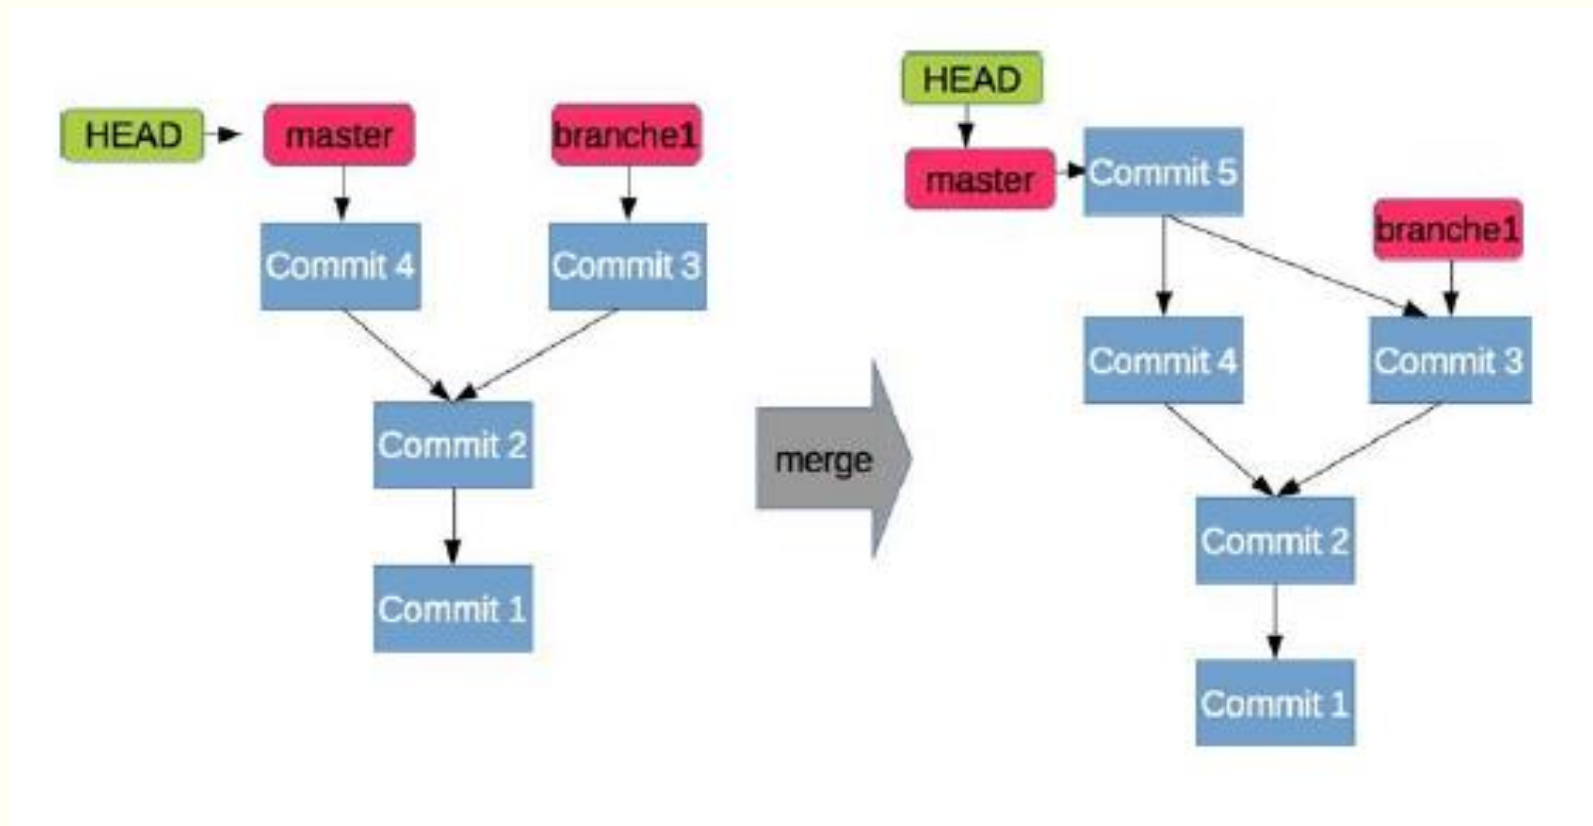 HEAD
master
branche1
Commit 4
Commit 3
Commit 2
Commit 1
merge
HEAD
master
Commit 5
branche1
Commit 4
Commit 3
Commit 2
Commit 1